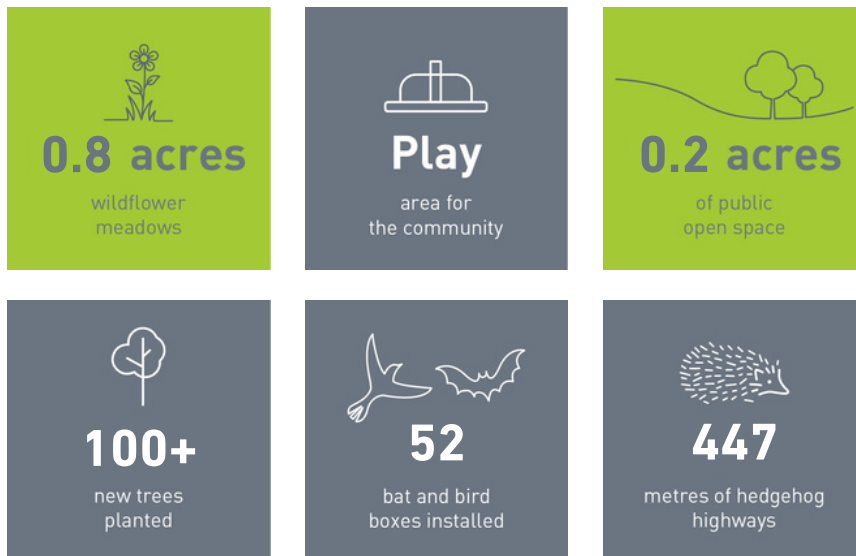 0.8 acres
wildflower
meadows
Play
area for
the community
0.2 acres
of public
open space
100+
new trees
planted
52
bat and bird
boxes installed
447
metres of hedgehog
highways